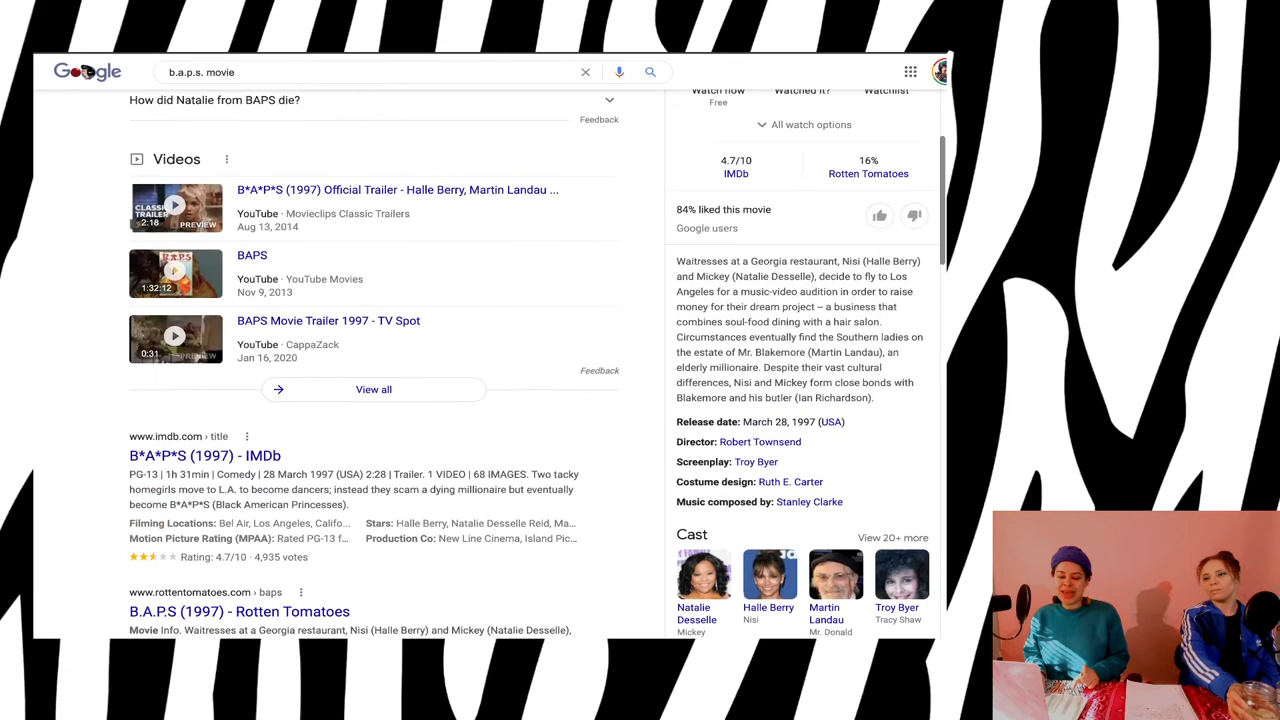 Google
b.a.p.s. movie
How did Natalie from BAPS die?
Feedback
Videos
CLASSIC
TRAILER
2:18
PREVIEW
B*A*P*S (1997) Official Trailer - Halle Berry, Martin Landau ...
YouTube · Movieclips Classic Trailers
Aug 13, 2014
B.A.P.S
1:32:12
BAPS
YouTube · YouTube Movies
Nov 9, 2013
0:31
PREVIEW
BAPS Movie Trailer 1997 - TV Spot
YouTube · CappaZack
Jan 16, 2020
Feedback
View all
www.imdb.com › title
B*A*P*S (1997) - IMDb
PG-13 | 1h 31min | Comedy | 28 March 1997 (USA) 2:28 | Trailer. 1 VIDEO | 68 IMAGES. Two tacky
homegirls move to L.A. to become dancers; instead they scam a dying millionaire but eventually
become B*A*P*S (Black American Princesses).
Filming Locations: Bel Air, Los Angeles, Califo... Stars: Halle Berry, Natalie Desselle Reid, Ma...
Motion Picture Rating (MPAA): Rated PG-13 f... Production Co: New Line Cinema, Island Pic...
Rating: 4.7/10 · 4,935 votes
www.rottentomatoes.com › baps
B.A.P.S (1997) - Rotten Tomatoes
Movie Info. Waitresses at a Georgia restaurant, Nisi (Halle Berry) and Mickey (Natalie Desselle),
Watch now Watched it? Watchlist
Free
All watch options
4.7/10 16%
IMDb Rotten Tomatoes
84% liked this movie
Google users
Waitresses at a Georgia restaurant, Nisi (Halle Berry)
and Mickey (Natalie Desselle), decide to fly to Los
Angeles for a music-video audition in order to raise
money for their dream project – a business that
combines soul-food dining with a hair salon.
Circumstances eventually find the Southern ladies on
the estate of Mr. Blakemore (Martin Landau), an
elderly millionaire. Despite their vast cultural
differences, Nisi and Mickey form close bonds with
Blakemore and his butler (Ian Richardson).
Release date: March 28, 1997 (USA)
Director: Robert Townsend
Screenplay: Troy Byer
Costume design: Ruth E. Carter
Music composed by: Stanley Clarke
Cast View 20+ more
Natalie Halle Berry Martin Troy Byer
Desselle Nisi Landau Tracy Shaw
Mickey Mr. Donald